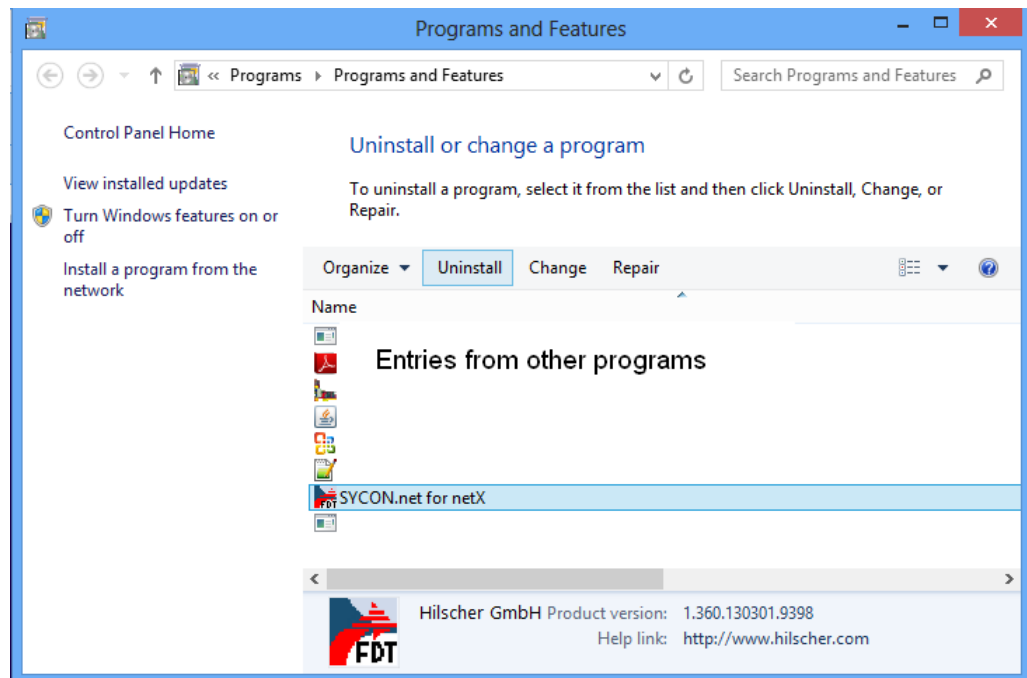 Programs and Features
« Programs Programs and Features
Search Programs and Features
Control Panel Home
View installed updates
Turn Windows features on or
off
Install a program from the
network
Uninstall or change a program
To uninstall a program, select it from the list and then click Uninstall, Change, or
Repair.
Organize Uninstall Change Repair
Name
Entries from other programs
FDT SYCON.net for netX
FDT
Hilscher GmbH Product version: 1.360.130301.9398
Help link: http://www.hilscher.com